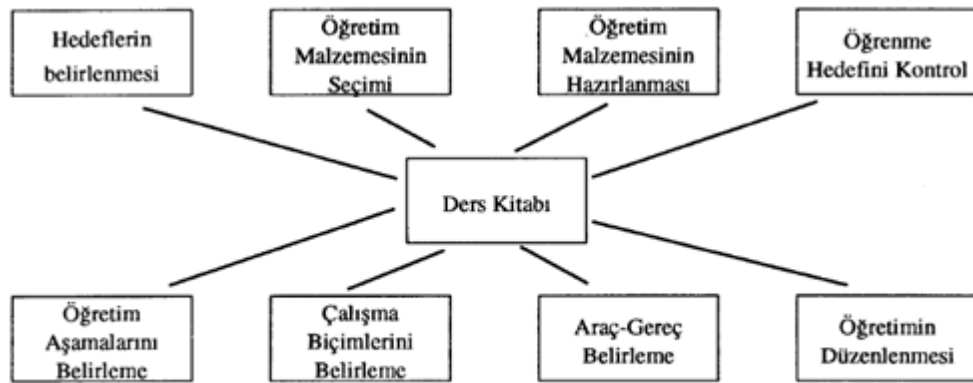 Hedeflerin
belirlenmesi
Öğretim
Malzemesinin
Seçimi
Öğretim
Malzemesinin
Hazırlanması
Öğrenme
Hedefini Kontrol
Ders Kitabı
Öğretim
Aşamalarını
Belirleme
Çalışma
Biçimlerini
Belirleme
Araç-Gereç
Belirleme
Öğretimin
Düzenlenmesi